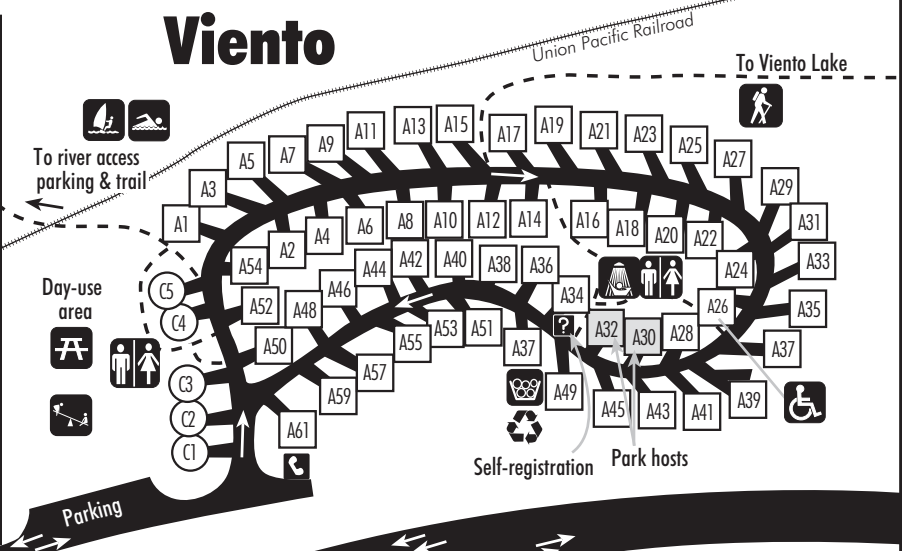 Viento
Union Pacific Railroad
To Viento Lake
To river access
parking & trail
A1
A3
A5
A7
A9
A11
A13
A15
A17
A19
A21
A23
A25
A27
A29
A31
A33
A35
A37
A39
A41
A43
A45
A49
A54
A2
A4
A6
A8
A10
A12
A14
A16
A18
A20
A22
A24
A26
A28
A30
A32
A34
A36
A38
A40
A42
A44
A46
A48
A52
A50
A37
A51
A53
A55
A57
A59
A61
C5
C4
C3
C2
C1
Day-use
area
?
Self-registration
Park hosts
Parking